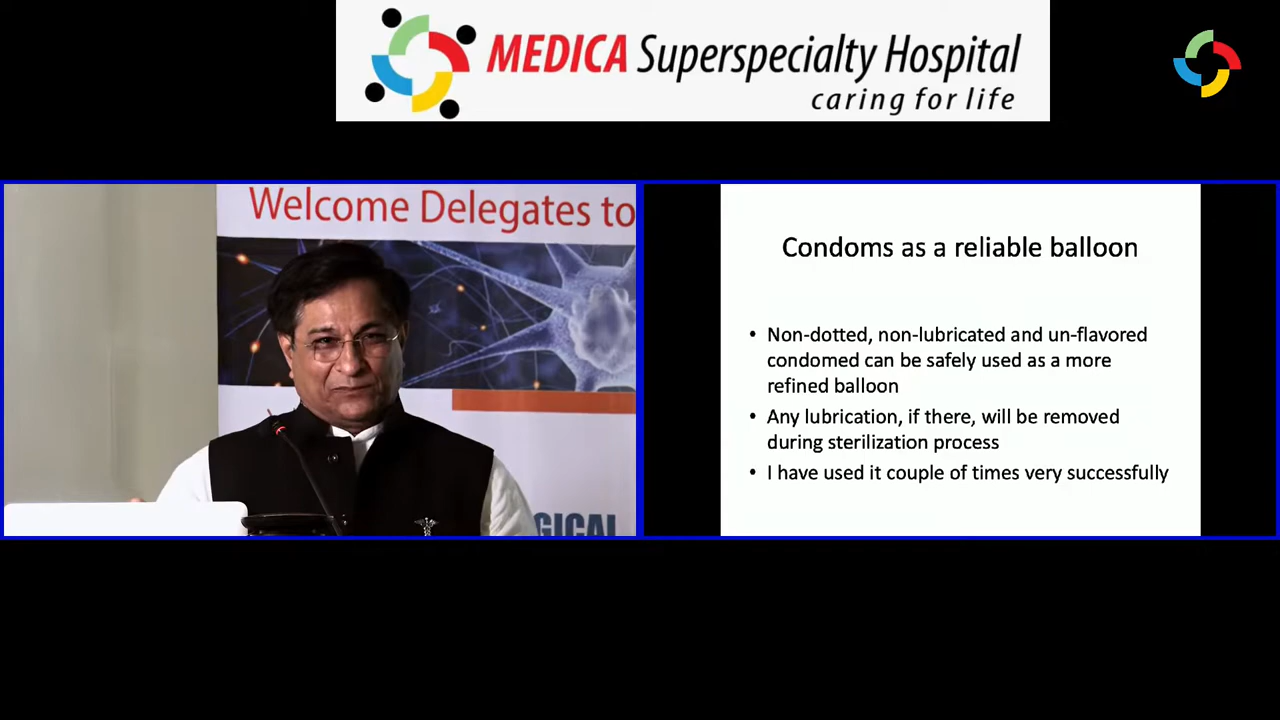 MEDICA Superspecialty Hospital
caring for life
Welcome Delegates to
GICAL
Condoms as a reliable balloon
• Non-dotted, non-lubricated and un-flavored
condomed can be safely used as a more
refined balloon
• Any lubrication, if there, will be removed
during sterilization process
• I have used it couple of times very successfully